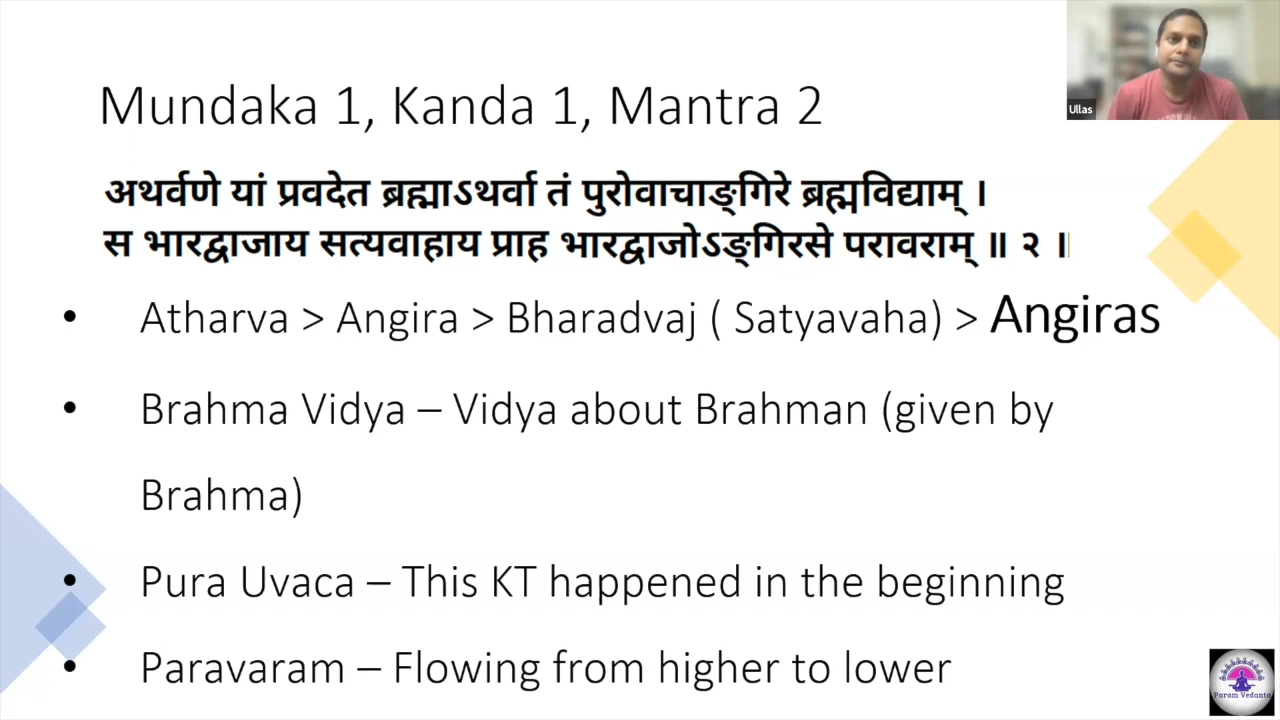 Ullas
Mundaka 1, Kanda 1, Mantra 2
अथर्वणे यां प्रवदेत ब्रह्माऽथर्वा तं पुरोवाचाङ्गिरे ब्रह्मविद्याम् ।
स भारद्वाजाय सत्यवाहाय प्राह भारद्वाजोऽङ्गिरसे परावराम् ॥ २ ॥
• Atharva > Angira > Bharadvaj ( Satyavaha) > Angiras
• Brahma Vidya – Vidya about Brahman (given by
Brahma)
• Pura Uvaca – This KT happened in the beginning
• Paravaram – Flowing from higher to lower
Param Vedanta